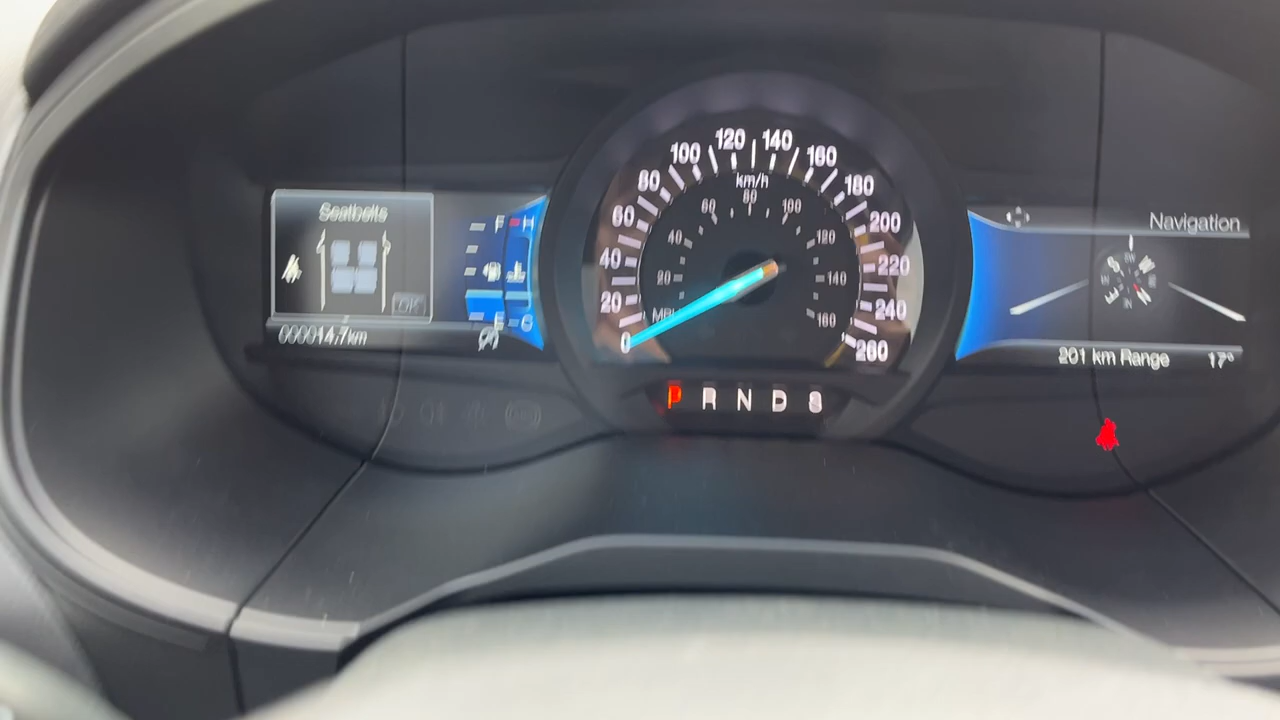 Seatbelts
OK
000014.7km
F H
E C
0 20 40 60 80 100 120 140 160 180 200 220 240 260
km/h
20 40 60 80 100 120 140 160
MPH
P R N D S
Navigation
201 km Range 17°